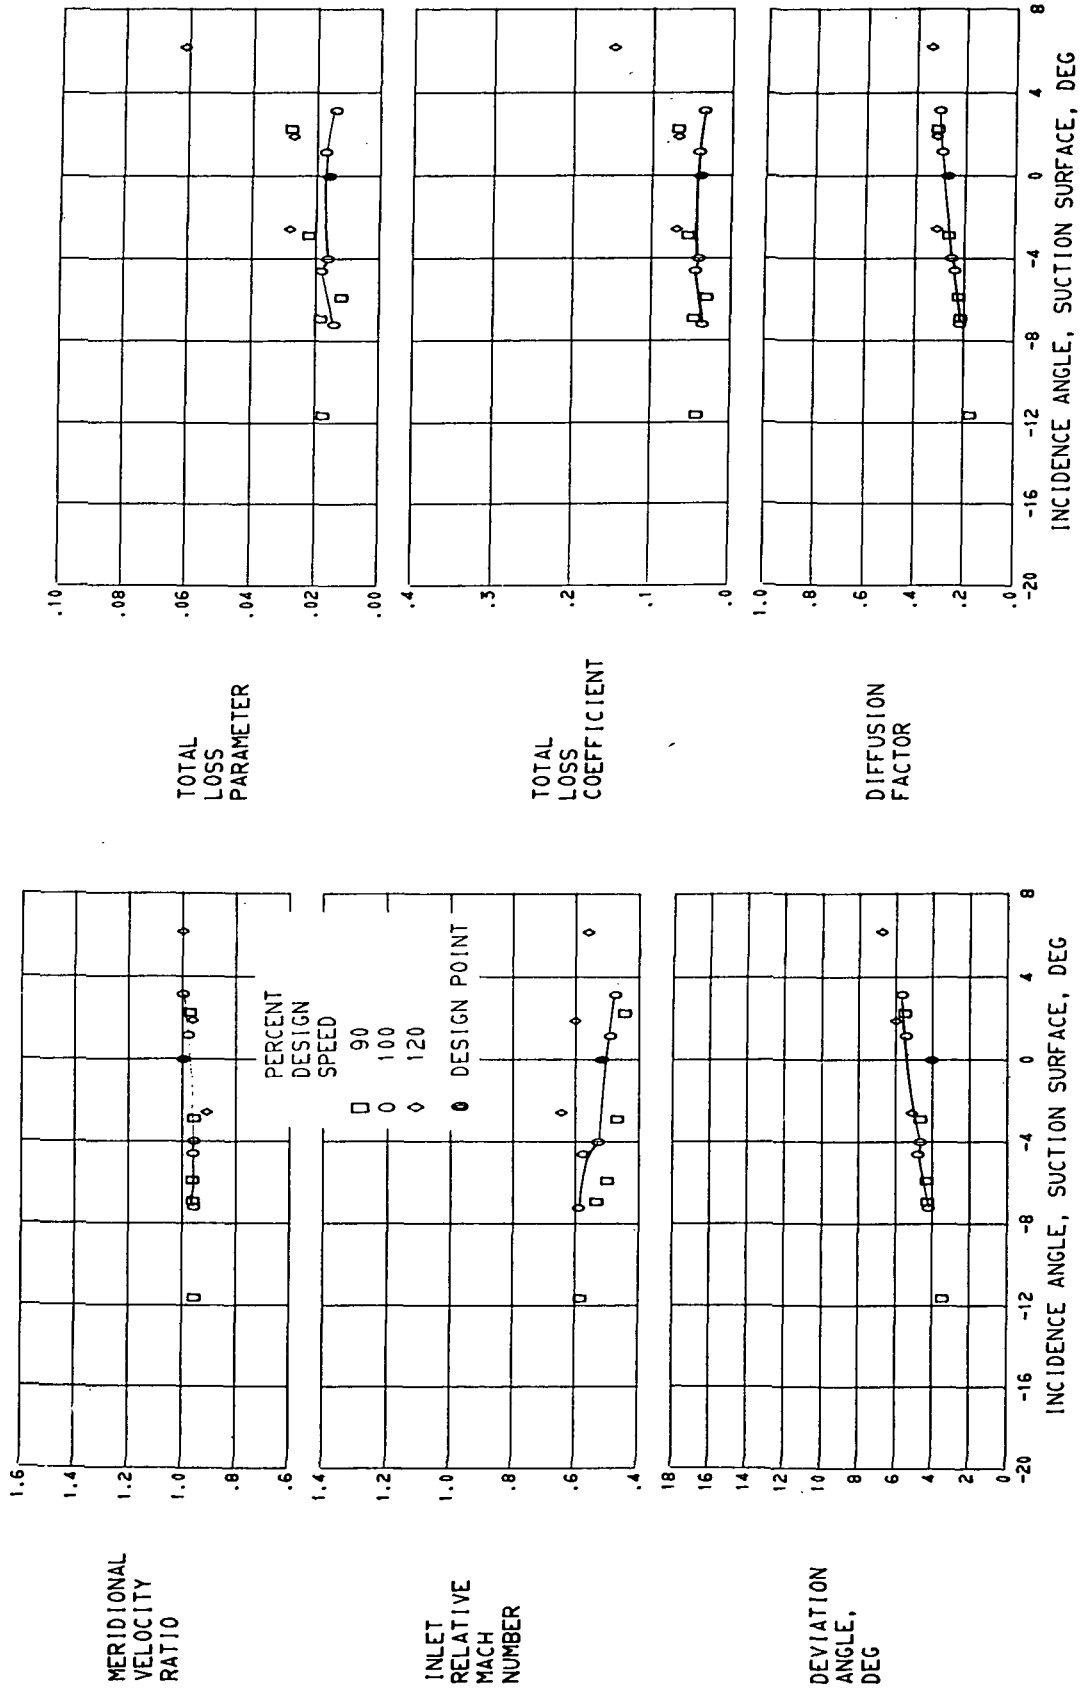 MERIDIONAL
VELOCITY
RATIO
1.6
1.4
1.2
1.0
.8
.6
PERCENT
DESIGN
SPEED
90
100
120
DESIGN POINT
INLET
RELATIVE
MACH
NUMBER
1.4
1.2
1.0
.8
.6
.4
DEVIATION
ANGLE,
DEG
18
16
14
12
10
8
6
4
2
0
-20 -16 -12 -8 -4 0 4 8
INCIDENCE ANGLE, SUCTION SURFACE, DEG
TOTAL
LOSS
PARAMETER
.10
.08
.06
.04
.02
.00
TOTAL
LOSS
COEFFICIENT
.4
.3
.2
.1
.0
DIFFUSION
FACTOR
1.0
.8
.6
.4
.2
.0
-20 -16 -12 -8 -4 0 4 8
INCIDENCE ANGLE, SUCTION SURFACE, DEG